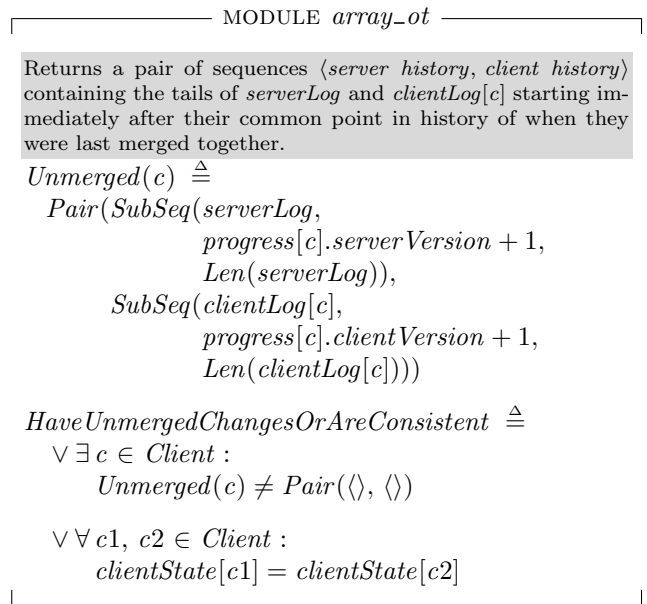 MODULE array_ot
Returns a pair of sequences ⟨server history, client history⟩
containing the tails of serverLog and clientLog[c] starting im-
mediately after their common point in history of when they
were last merged together.
Unmerged(c) ≜
Pair(SubSeq(serverLog,
progress[c].serverVersion + 1,
Len(serverLog)),
SubSeq(clientLog[c],
progress[c].clientVersion + 1,
Len(clientLog[c])))
HaveUnmergedChangesOrAreConsistent ≜
∨ ∃ c ∈ Client :
Unmerged(c) ≠ Pair(⟨⟩, ⟨⟩)
∨ ∀ c1, c2 ∈ Client :
clientState[c1] = clientState[c2]